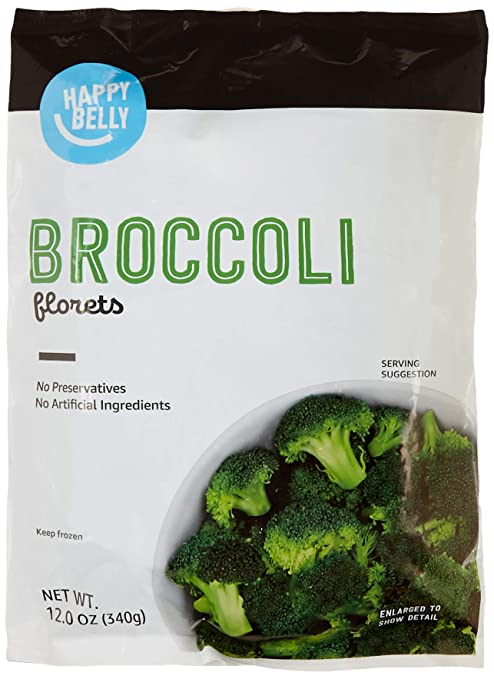 HAPPY
BELLY
BROCCOLI
florets
No Preservatives
No Artificial Ingredients
SERVING
SUGGESTION
Keep frozen
NET WT.
12.0 OZ (340g)
ENLARGED TO
SHOW DETAIL